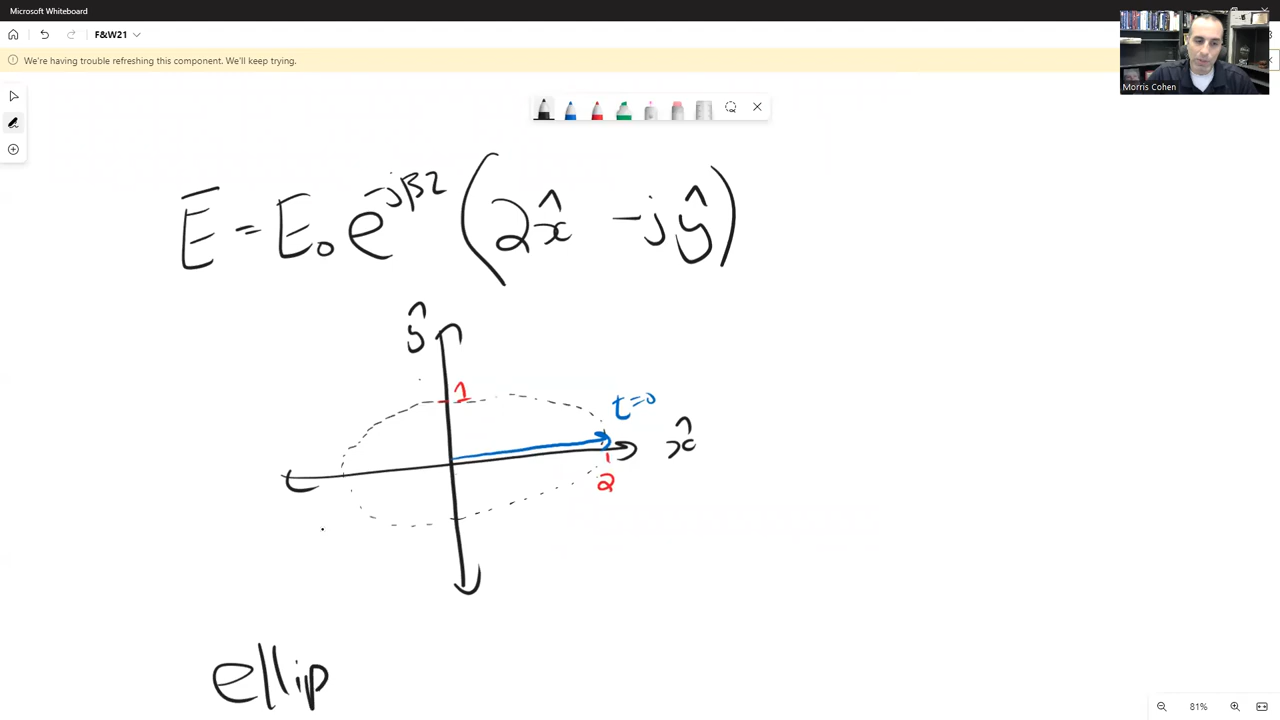 Microsoft Whiteboard
F&W21
We're having trouble refreshing this component. We'll keep trying.
Morris Cohen
E = E₀ e^{-jβz} (2x̂ - jŷ)
ŷ
1
t=0
x̂
2
ellip
81%